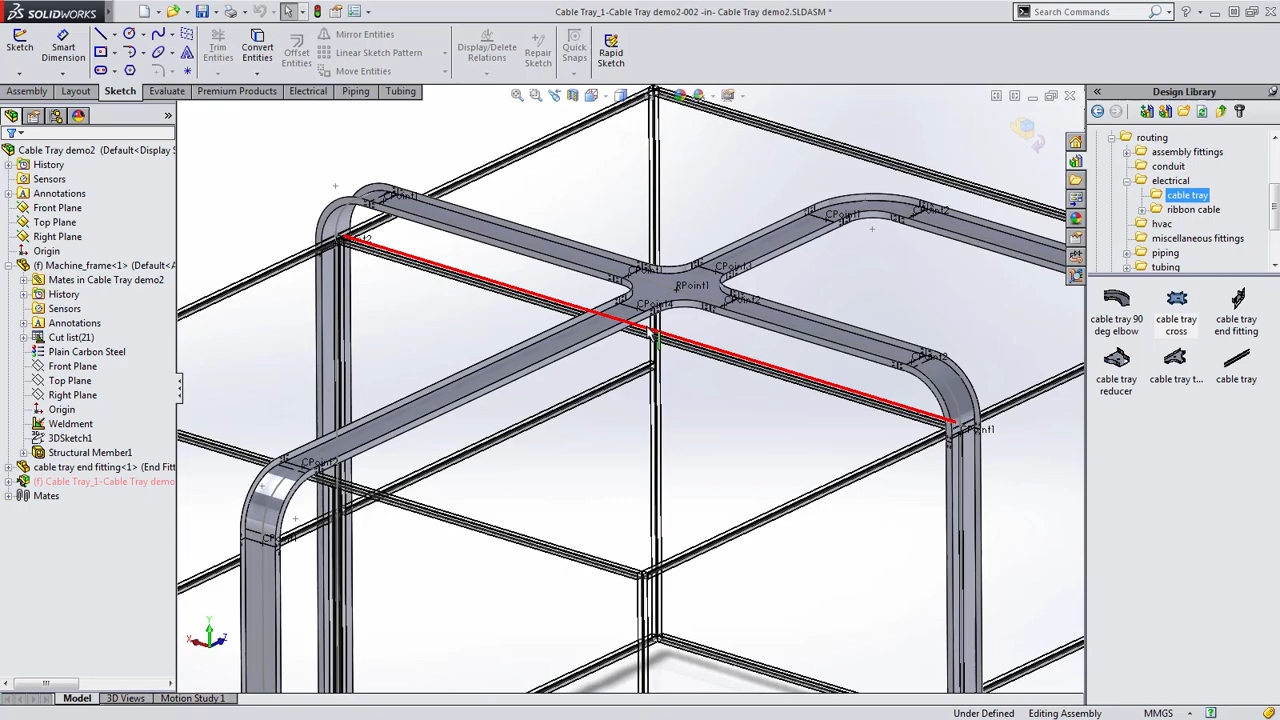 SOLIDWORKS
Cable Tray_1-Cable Tray demo2-002 -in- Cable Tray demo2.SLDASM *
Search Commands
Sketch
Smart Dimension
Trim Entities
Convert Entities
Offset Entities
Mirror Entities
Linear Sketch Pattern
Move Entities
Display/Delete Relations
Repair Sketch
Quick Snaps
Rapid Sketch
Assembly
Layout
Sketch
Evaluate
Premium Products
Electrical
Piping
Tubing
Cable Tray demo2 (Default<Display S
History
Sensors
Annotations
Front Plane
Top Plane
Right Plane
Origin
(f) Machine_frame<1> (Default<A
Mates in Cable Tray demo2
History
Sensors
Annotations
Cut list(21)
Plain Carbon Steel
Front Plane
Top Plane
Right Plane
Origin
Weldment
3DSketch1
Structural Member1
cable tray end fitting<1> (End Fitt
(f) Cable Tray_1-Cable Tray demo
Mates
CPoint1
CPoint1
CPoint2
CPoint3
RPoint1
CPoint2
CPoint4
CPoint2
CPoint1
CPoint2
CPoint1
X
Y
Z
Design Library
routing
assembly fittings
conduit
electrical
cable tray
ribbon cable
hvac
miscellaneous fittings
piping
tubing
cable tray 90 deg elbow
cable tray cross
cable tray end fitting
cable tray reducer
cable tray t...
cable tray
Model
3D Views
Motion Study 1
Under Defined
Editing Assembly
MMGS